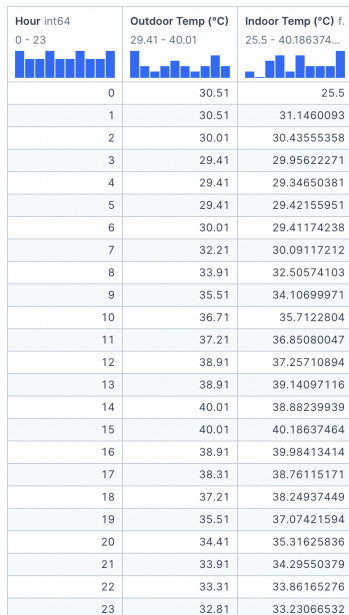 Hour int64 Outdoor Temp (°C) Indoor Temp (°C) f.
0 - 23 29.41 - 40.01 25.5 - 40.186374...
0 30.51 25.5
1 30.51 31.1460093
2 30.01 30.43555358
3 29.41 29.95622271
4 29.41 29.34650381
5 29.41 29.42155951
6 30.01 29.41174238
7 32.21 30.09117212
8 33.91 32.50574103
9 35.51 34.10699971
10 36.71 35.7122804
11 37.21 36.85080047
12 38.91 37.25710894
13 38.91 39.14097116
14 40.01 38.88239939
15 40.01 40.18637464
16 38.91 39.98413414
17 38.31 38.76115171
18 37.21 38.24937449
19 35.51 37.07421594
20 34.41 35.31625836
21 33.91 34.29550379
22 33.31 33.86165276
23 32.81 33.23066532